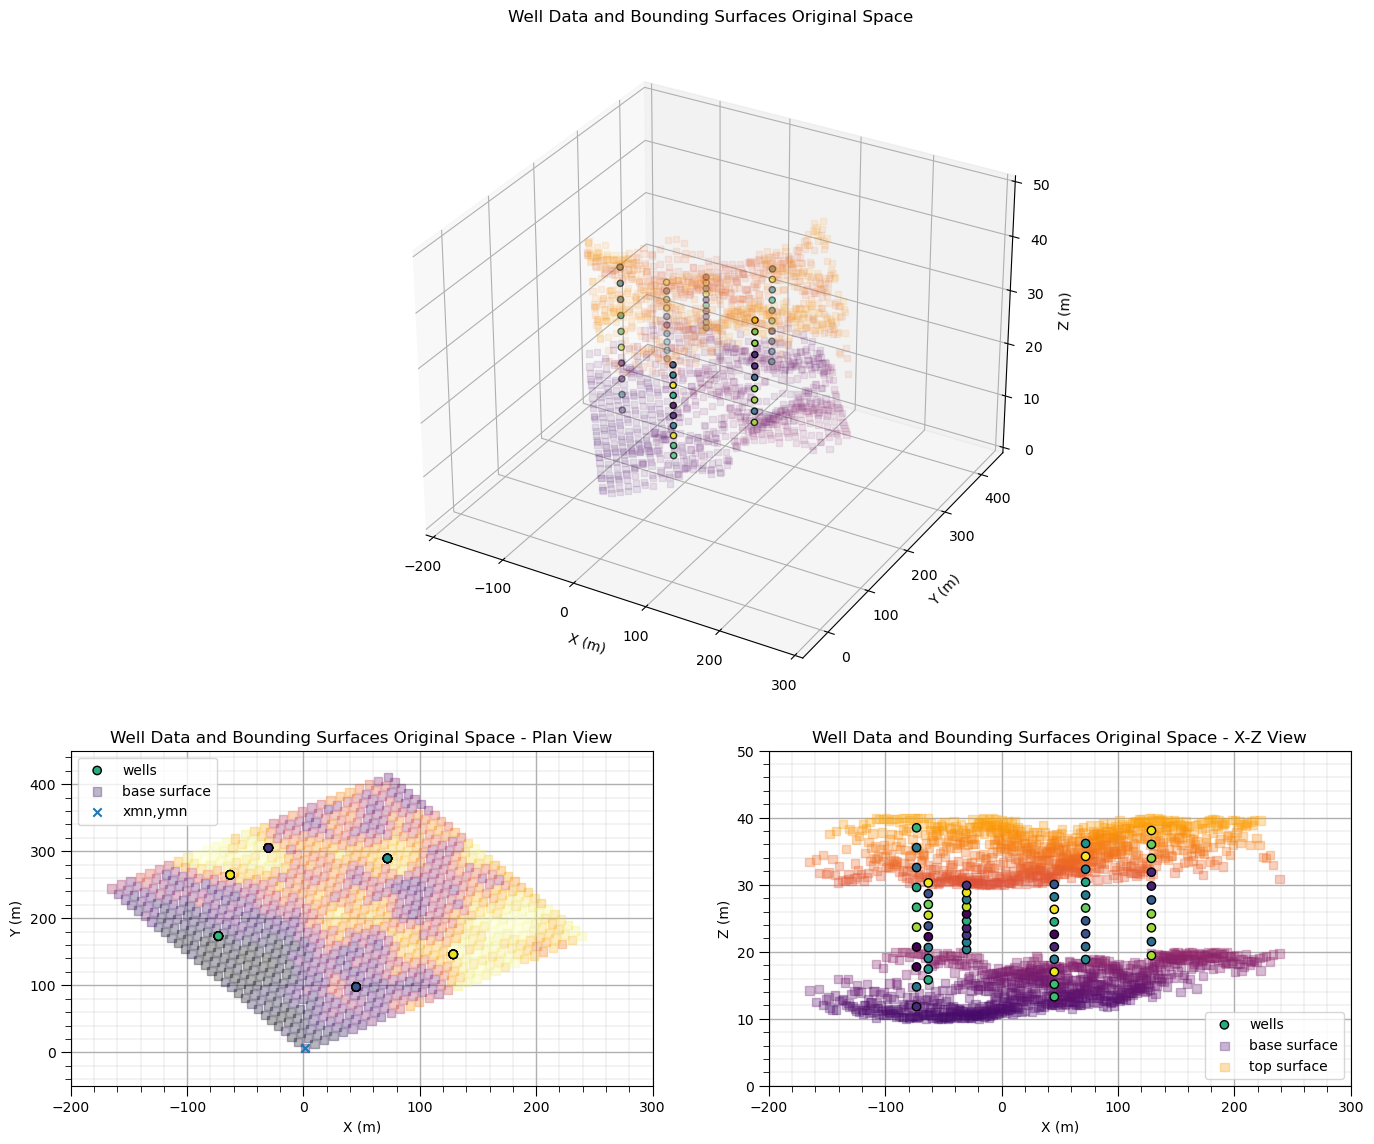 Well Data and Bounding Surfaces Original Space
50
40
30
20
10
0
Z (m)
400
300
200
100
0
Y (m)
−200
−100
0
100
200
300
X (m)
Well Data and Bounding Surfaces Original Space - Plan View
wells
base surface
xmn,ymn
400
300
200
100
0
Y (m)
−200
−100
0
100
200
300
X (m)
Well Data and Bounding Surfaces Original Space - X-Z View
50
40
30
20
10
0
Z (m)
wells
base surface
top surface
−200
−100
0
100
200
300
X (m)